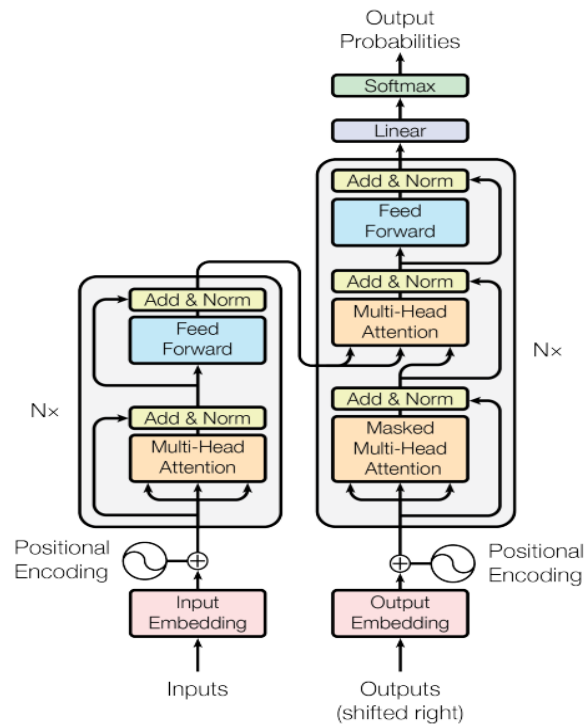 Output
Probabilities
Softmax
Linear
Add & Norm
Feed
Forward
Add & Norm
Multi-Head
Attention
Add & Norm
Masked
Multi-Head
Attention
Nx
Add & Norm
Feed
Forward
Add & Norm
Multi-Head
Attention
Nx
Positional
Encoding
Positional
Encoding
Input
Embedding
Output
Embedding
Inputs
Outputs
(shifted right)